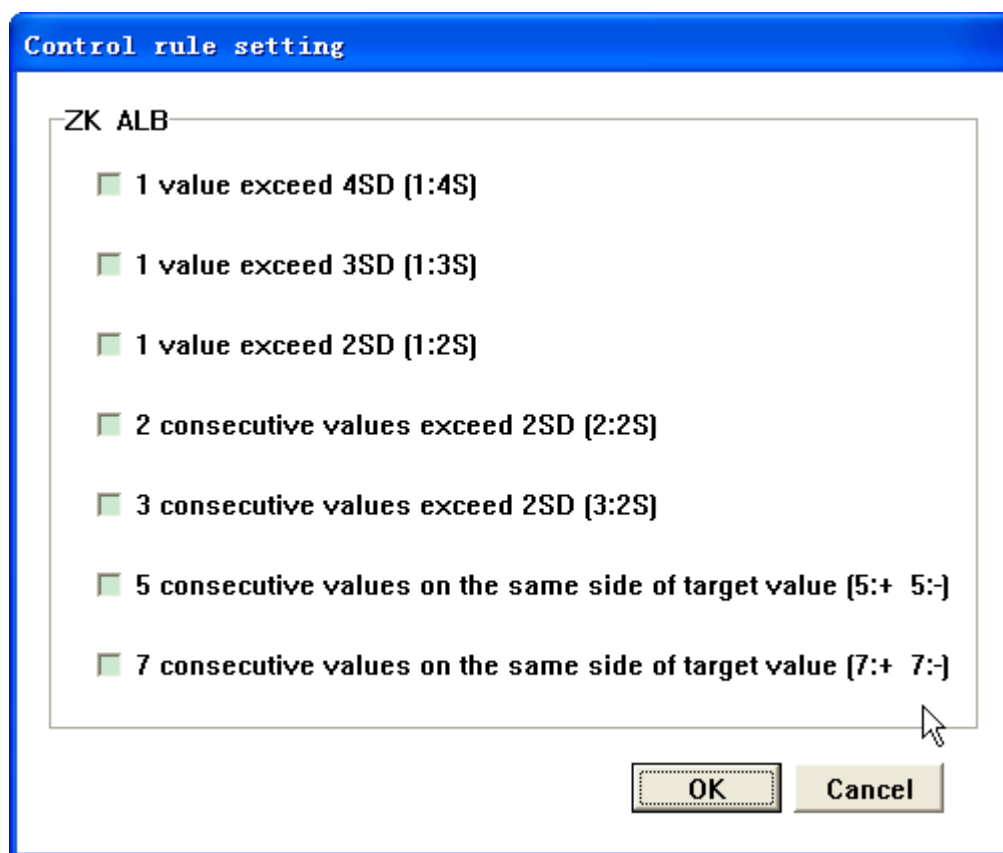 Control rule setting
ZK ALB
1 value exceed 4SD (1:4S)
1 value exceed 3SD (1:3S)
1 value exceed 2SD (1:2S)
2 consecutive values exceed 2SD (2:2S)
3 consecutive values exceed 2SD (3:2S)
5 consecutive values on the same side of target value (5:+ 5:-)
7 consecutive values on the same side of target value (7:+ 7:-)
OK Cancel